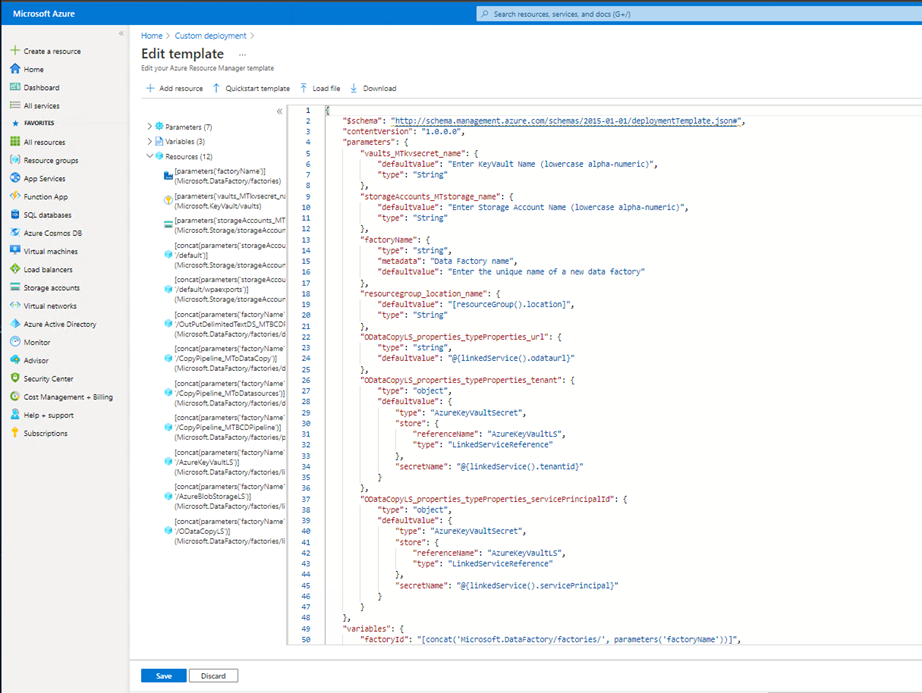 Microsoft Azure
Search resources, services, and docs (G+/)
Create a resource
Home
Dashboard
All services
FAVORITES
All resources
Resource groups
App Services
Function App
SQL databases
Azure Cosmos DB
Virtual machines
Load balancers
Storage accounts
Virtual networks
Azure Active Directory
Monitor
Advisor
Security Center
Cost Management + Billing
Help + support
Subscriptions
Home > Custom deployment >
Edit template ...
Edit your Azure Resource Manager template
Add resource Quickstart template Load file Download
Parameters (7)
Variables (3)
Resources (12)
[parameters('factoryName')]
(Microsoft.DataFactory/factories)
[parameters('vaults_MTkvsecret_na
(Microsoft.KeyVault/vaults)
[parameters('storageAccounts_MT
(Microsoft.Storage/storageAccoun
[concat(parameters('storageAccou
'/default')]
(Microsoft.Storage/storageAccoun
[concat(parameters('storageAccou
'/default/wpaexports')]
(Microsoft.Storage/storageAccoun
[concat(parameters('factoryName'
'/OutPutDelimitedTextDS_MTBCDP
(Microsoft.DataFactory/factories/d
[concat(parameters('factoryName'
'/CopyPipeline_MToDataCopy')]
(Microsoft.DataFactory/factories/d
[concat(parameters('factoryName'
'/CopyPipeline_MToDatasources')]
(Microsoft.DataFactory/factories/d
[concat(parameters('factoryName'
'/CopyPipeline_MTBCDPipeline')]
(Microsoft.DataFactory/factories/p
[concat(parameters('factoryName'
'/AzureKeyVaultLS')]
(Microsoft.DataFactory/factories/li
[concat(parameters('factoryName'
'/AzureBlobStorageLS')]
(Microsoft.DataFactory/factories/li
[concat(parameters('factoryName'
'/ODataCopyLS')]
(Microsoft.DataFactory/factories/li
1 {
2 "$schema": "http://schema.management.azure.com/schemas/2015-01-01/deploymentTemplate.json#",
3 "contentVersion": "1.0.0.0",
4 "parameters": {
5 "vaults_MTkvsecret_name": {
6 "defaultValue": "Enter KeyVault Name (lowercase alpha-numeric)",
7 "type": "String"
8 },
9 "storageAccounts_MTstorage_name": {
10 "defaultValue": "Enter Storage Account Name (lowercase alpha-numeric)",
11 "type": "String"
12 },
13 "factoryName": {
14 "type": "string",
15 "metadata": "Data Factory name",
16 "defaultValue": "Enter the unique name of a new data factory"
17 },
18 "resourcegroup_location_name": {
19 "defaultValue": "[resourceGroup().location]",
20 "type": "String"
21 },
22 "ODataCopyLS_properties_typeProperties_url": {
23 "type": "string",
24 "defaultValue": "@{linkedService().odataurl}"
25 },
26 "ODataCopyLS_properties_typeProperties_tenant": {
27 "type": "object",
28 "defaultValue": {
29 "type": "AzureKeyVaultSecret",
30 "store": {
31 "referenceName": "AzureKeyVaultLS",
32 "type": "LinkedServiceReference"
33 },
34 "secretName": "@{linkedService().tenantid}"
35 }
36 },
37 "ODataCopyLS_properties_typeProperties_servicePrincipalId": {
38 "type": "object",
39 "defaultValue": {
40 "type": "AzureKeyVaultSecret",
41 "store": {
42 "referenceName": "AzureKeyVaultLS",
43 "type": "LinkedServiceReference"
44 },
45 "secretName": "@{linkedService().servicePrincipal}"
46 }
47 }
48 },
49 "variables": {
50 "factoryId": "[concat('Microsoft.DataFactory/factories/', parameters('factoryName'))]",
Save Discard